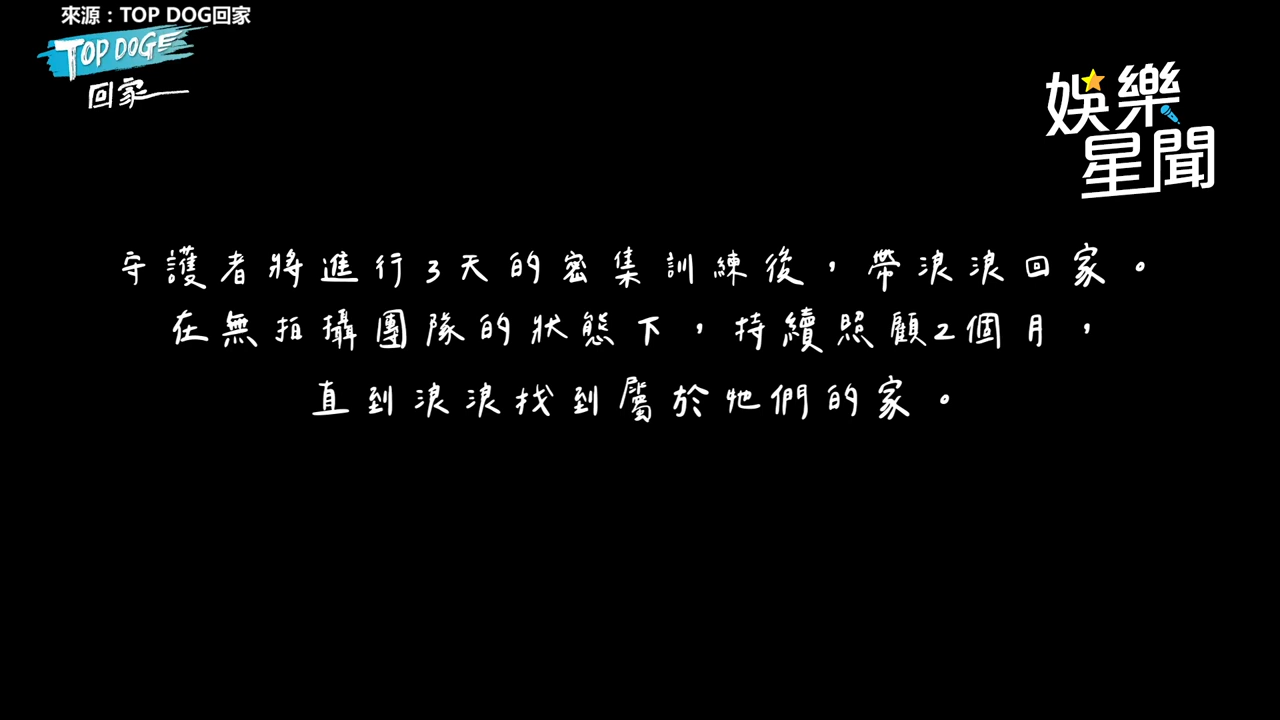 來源：TOP DOG回家
TOP DOGE
回家
娛樂
星聞
守護者將進行3天的密集訓練後，帶浪浪回家。
在無拍攝團隊的狀態下，持續照顧2個月，
直到浪浪找到屬於牠們的家。